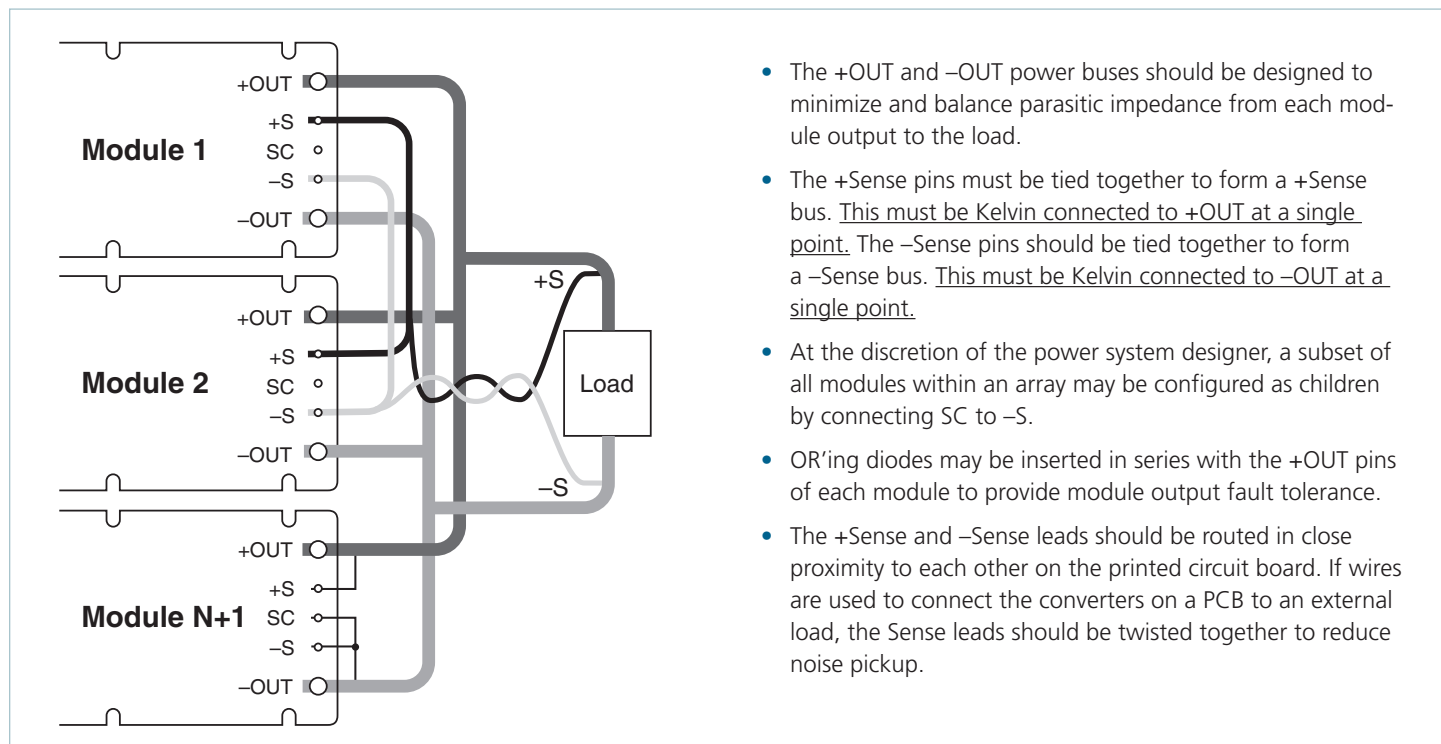 +OUT
+S
Module 1
SC
–S
–OUT
+OUT
+S
Module 2
SC
–S
–OUT
+OUT
+S
Module N+1
SC
–S
–OUT
+S
Load
–S
• The +OUT and –OUT power buses should be designed to
minimize and balance parasitic impedance from each mod-
ule output to the load.
• The +Sense pins must be tied together to form a +Sense
bus. This must be Kelvin connected to +OUT at a single
point. The –Sense pins should be tied together to form
a –Sense bus. This must be Kelvin connected to –OUT at a
single point.
• At the discretion of the power system designer, a subset of
all modules within an array may be configured as children
by connecting SC to –S.
• OR’ing diodes may be inserted in series with the +OUT pins
of each module to provide module output fault tolerance.
• The +Sense and –Sense leads should be routed in close
proximity to each other on the printed circuit board. If wires
are used to connect the converters on a PCB to an external
load, the Sense leads should be twisted together to reduce
noise pickup.